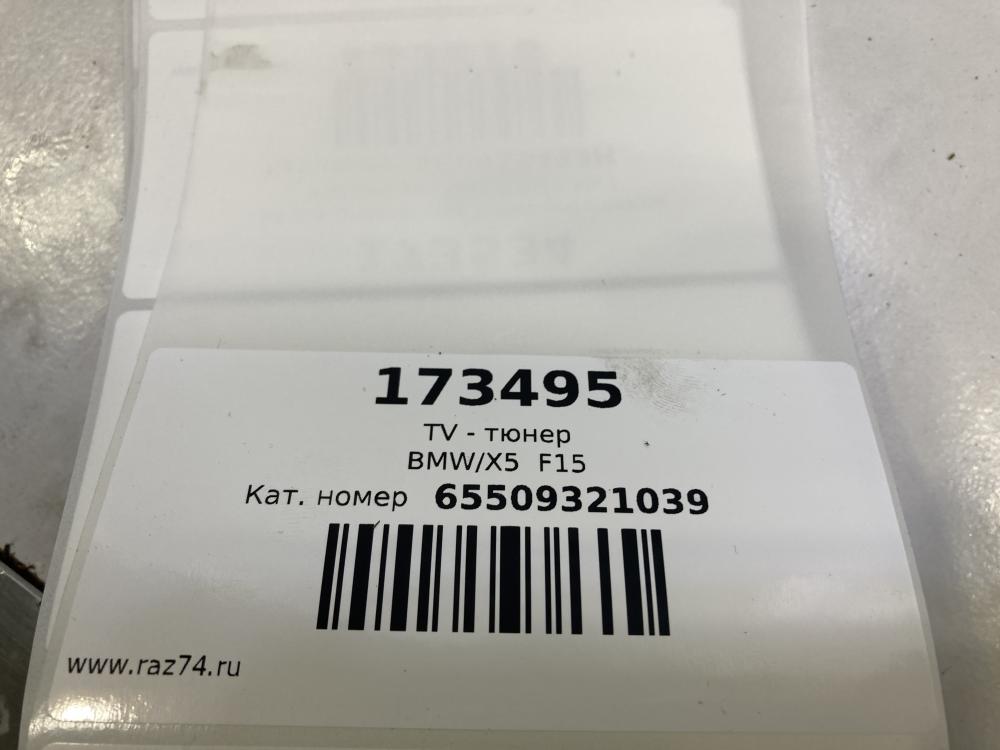 173495
TV - тюнер
BMW/X5 F15
Кат. номер 65509321039
www.raz74.ru